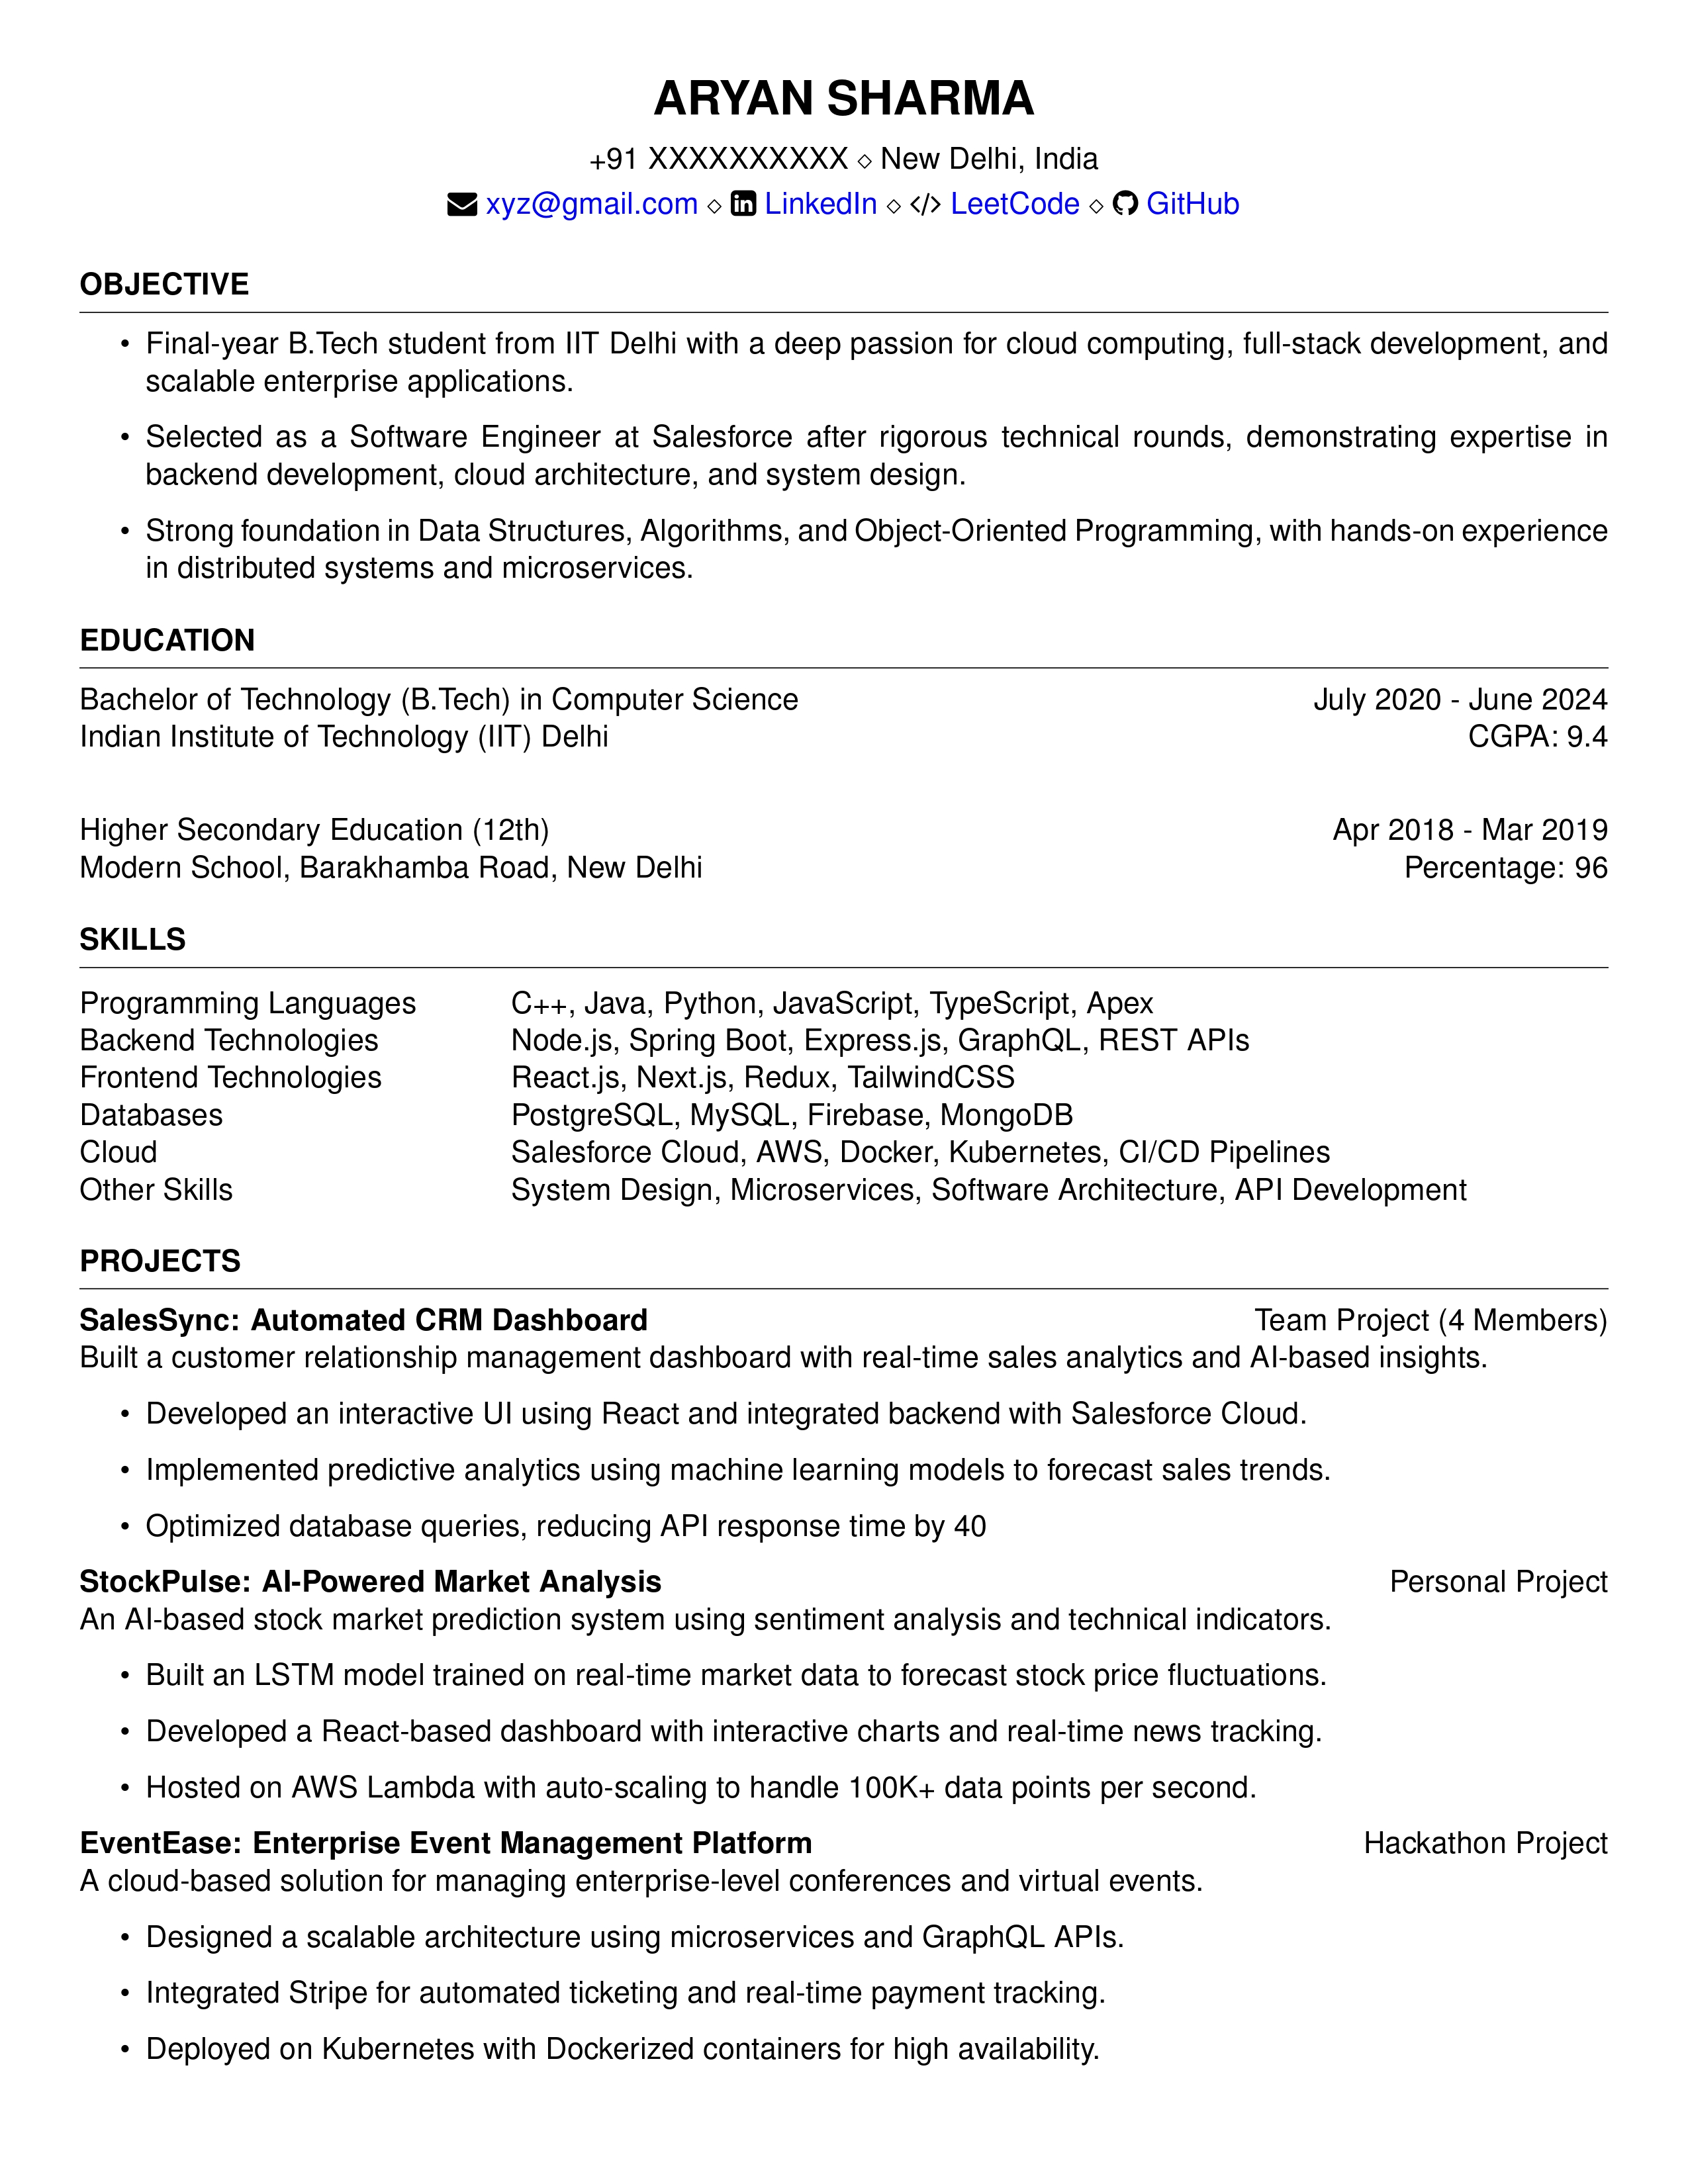 ARYAN SHARMA
+91 XXXXXXXXXX ⋄ New Delhi, India
xyz@gmail.com ⋄ LinkedIn ⋄ </> LeetCode ⋄ GitHub
OBJECTIVE
• Final-year B.Tech student from IIT Delhi with a deep passion for cloud computing, full-stack development, and
scalable enterprise applications.
• Selected as a Software Engineer at Salesforce after rigorous technical rounds, demonstrating expertise in
backend development, cloud architecture, and system design.
• Strong foundation in Data Structures, Algorithms, and Object-Oriented Programming, with hands-on experience
in distributed systems and microservices.
EDUCATION
Bachelor of Technology (B.Tech) in Computer Science July 2020 - June 2024
Indian Institute of Technology (IIT) Delhi CGPA: 9.4
Higher Secondary Education (12th) Apr 2018 - Mar 2019
Modern School, Barakhamba Road, New Delhi Percentage: 96
SKILLS
Programming Languages C++, Java, Python, JavaScript, TypeScript, Apex
Backend Technologies Node.js, Spring Boot, Express.js, GraphQL, REST APIs
Frontend Technologies React.js, Next.js, Redux, TailwindCSS
Databases PostgreSQL, MySQL, Firebase, MongoDB
Cloud Salesforce Cloud, AWS, Docker, Kubernetes, CI/CD Pipelines
Other Skills System Design, Microservices, Software Architecture, API Development
PROJECTS
SalesSync: Automated CRM Dashboard Team Project (4 Members)
Built a customer relationship management dashboard with real-time sales analytics and AI-based insights.
• Developed an interactive UI using React and integrated backend with Salesforce Cloud.
• Implemented predictive analytics using machine learning models to forecast sales trends.
• Optimized database queries, reducing API response time by 40
StockPulse: AI-Powered Market Analysis Personal Project
An AI-based stock market prediction system using sentiment analysis and technical indicators.
• Built an LSTM model trained on real-time market data to forecast stock price fluctuations.
• Developed a React-based dashboard with interactive charts and real-time news tracking.
• Hosted on AWS Lambda with auto-scaling to handle 100K+ data points per second.
EventEase: Enterprise Event Management Platform Hackathon Project
A cloud-based solution for managing enterprise-level conferences and virtual events.
• Designed a scalable architecture using microservices and GraphQL APIs.
• Integrated Stripe for automated ticketing and real-time payment tracking.
• Deployed on Kubernetes with Dockerized containers for high availability.